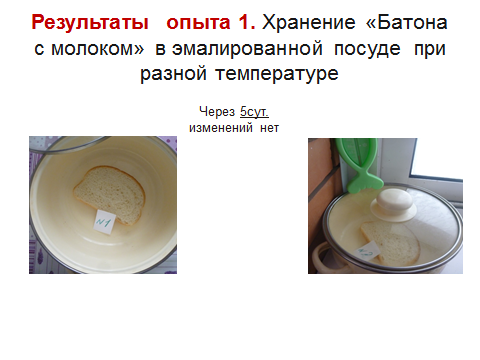 Результаты опыта 1. Хранение «Батона
с молоком» в эмалированной посуде при
разной температуре
Через 5сут.
изменений нет
№1